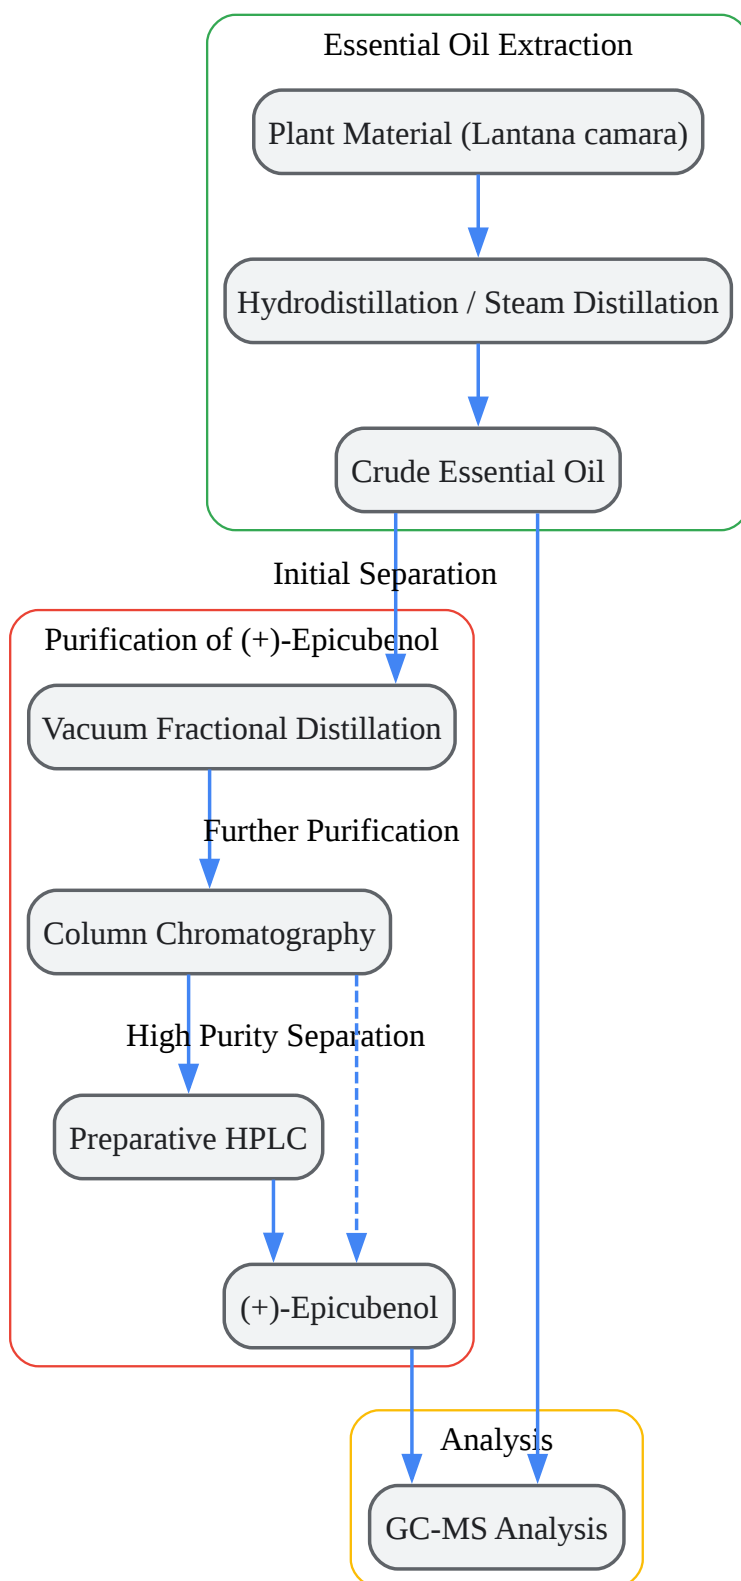 Essential Oil Extraction
Plant Material (Lantana camara)
Hydrodistillation / Steam Distillation
Crude Essential Oil
Initial Separation
Purification of (+)-Epicubenol
Vacuum Fractional Distillation
Further Purification
Column Chromatography
High Purity Separation
Preparative HPLC
(+)-Epicubenol
Analysis
GC-MS Analysis